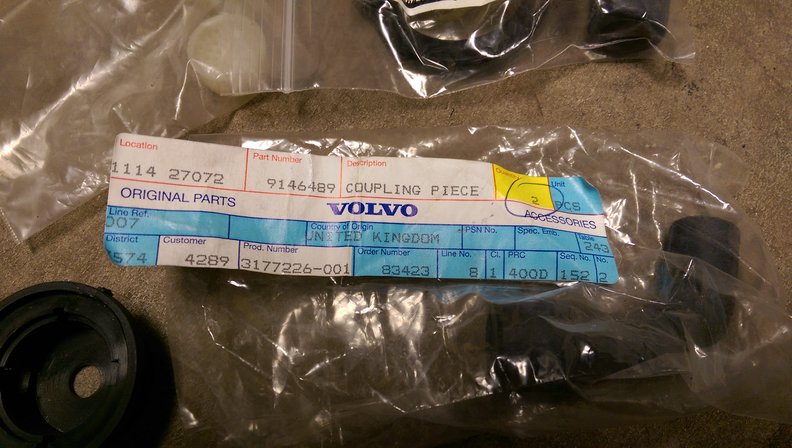 Location
1114 27072
Part Number
9146489
Description
COUPLING PIECE
Quantity
2
Unit
PCS
ORIGINAL PARTS
VOLVO
ACCESSORIES
Line Ref.
007
Country of Origin
UNITED KINGDOM
PSN No.
Spec. Emb.
Table
243
District
574
Customer
4289
Prod. Number
3177226-001
Order Number
83423
Line No.
8
Cl.
1
PRC
400D
Seq. No.
152
No.
2